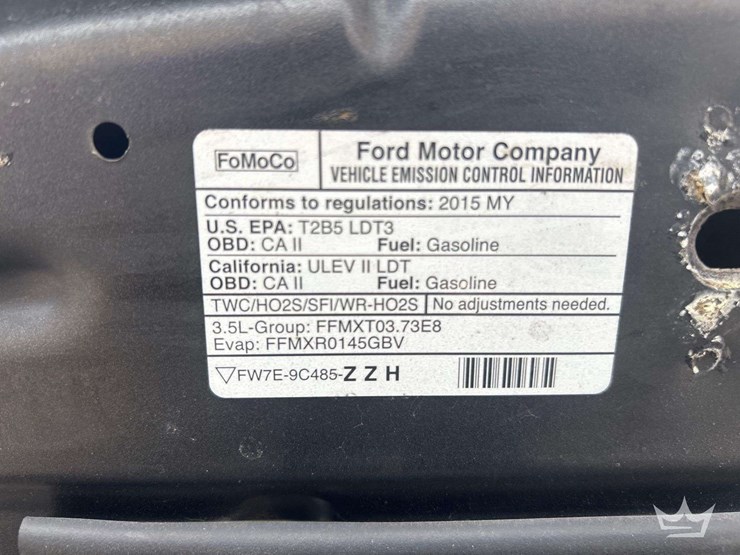 FoMoCo
Ford Motor Company
VEHICLE EMISSION CONTROL INFORMATION
Conforms to regulations: 2015 MY
U.S. EPA: T2B5 LDT3
OBD: CA II Fuel: Gasoline
California: ULEV II LDT
OBD: CA II Fuel: Gasoline
TWC/HO2S/SFI/WR-HO2S No adjustments needed.
3.5L-Group: FFMXT03.73E8
Evap: FFMXR0145GBV
▽FW7E-9C485-Z Z H